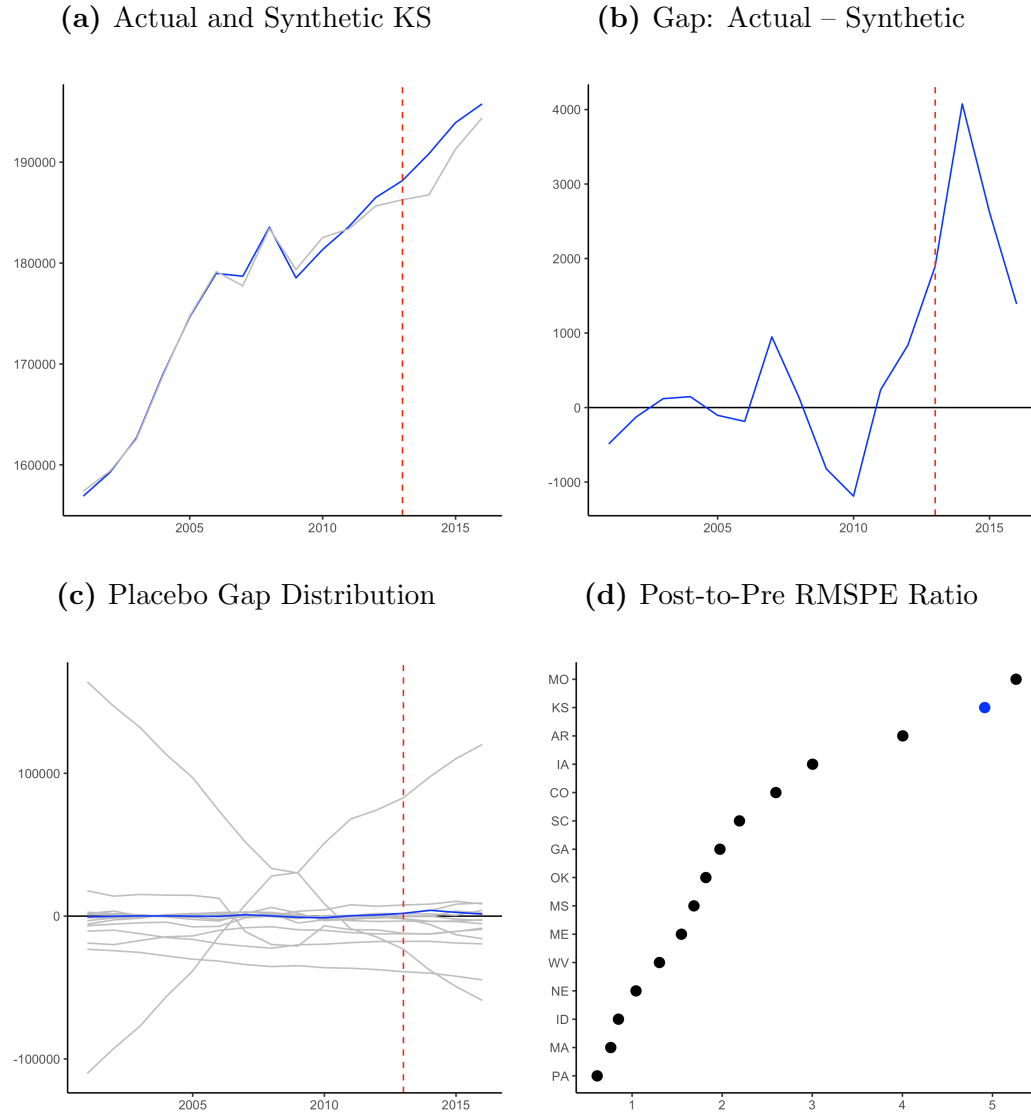 (a) Actual and Synthetic KS
190000
180000
170000
160000
2005 2010 2015
(b) Gap: Actual – Synthetic
4000
3000
2000
1000
0
-1000
2005 2010 2015
(c) Placebo Gap Distribution
100000
0
-100000
2005 2010 2015
(d) Post-to-Pre RMSPE Ratio
MO
KS
AR
IA
CO
SC
GA
OK
MS
ME
WV
NE
ID
MA
PA
1 2 3 4 5